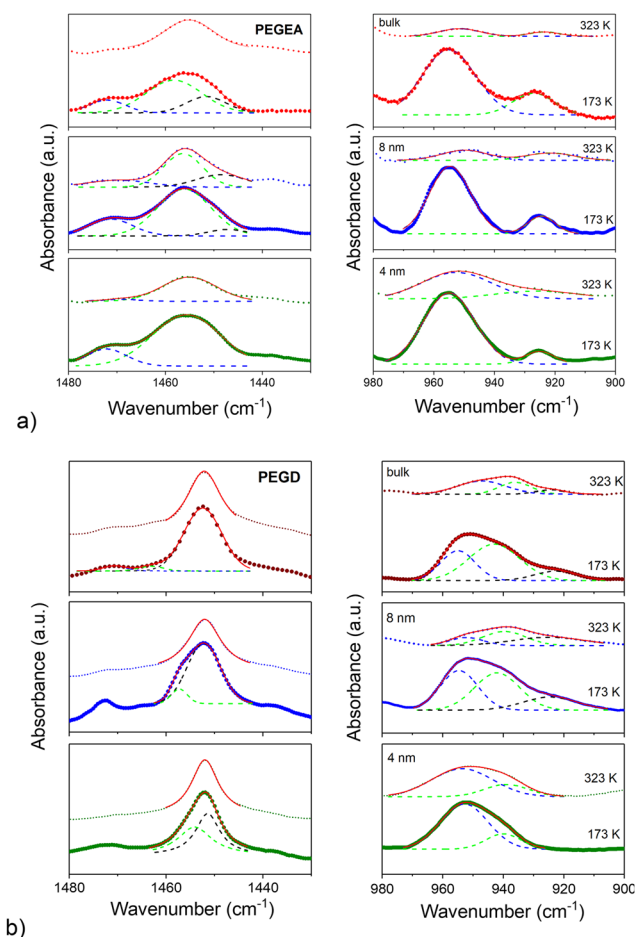 PEGEA
bulk
323 K
173 K
8 nm
323 K
173 K
4 nm
323 K
173 K
Absorbance (a.u.)
Absorbance (a.u.)
1480 1460 1440
980 960 940 920 900
Wavenumber (cm-1)
Wavenumber (cm-1)
a)
PEGD
bulk
323 K
173 K
8 nm
323 K
173 K
4 nm
323 K
173 K
Absorbance (a.u.)
Absorbance (a.u.)
1480 1460 1440
980 960 940 920 900
Wavenumber (cm-1)
Wavenumber (cm-1)
b)